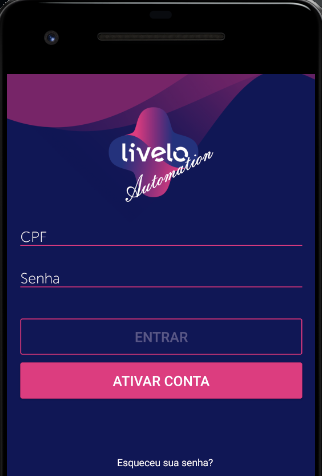 livelo
Automation
CPF
Senha
ENTRAR
ATIVAR CONTA
Esqueceu sua senha?